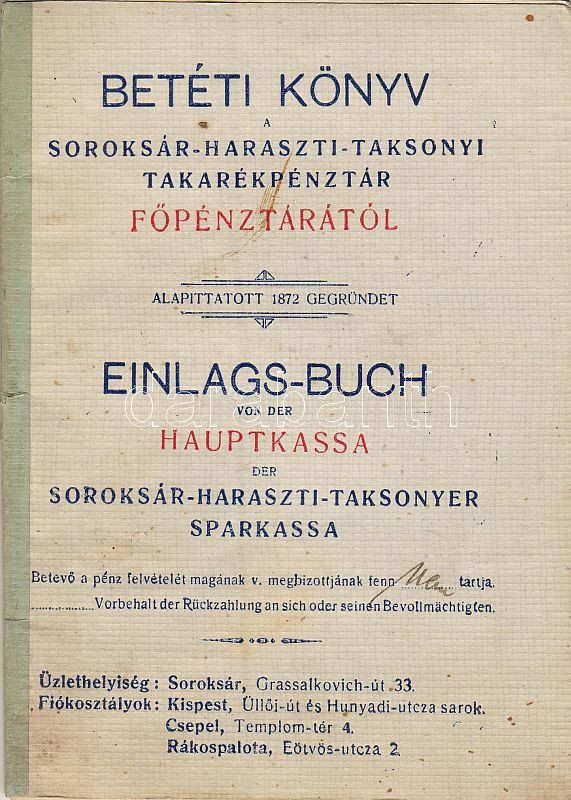 BETÉTI KÖNYV
A
SOROKSÁR-HARASZTI-TAKSONYI
TAKARÉKPÉNZTÁR
FŐPÉNZTÁRÁTÓL
ALAPITTATOTT 1872 GEGRÜNDET
EINLAGS-BUCH
VON DER
darabanth
HAUPTKASSA
DER
SOROKSÁR-HARASZTI-TAKSONYER
SPARKASSA
Betevő a pénz felvételét magának v. megbizottjának fenn Nem tartja.
Vorbehalt der Rückzahlung an sich oder seinen Bevollmächtigten.
Üzlethelyiség: Soroksár, Grassalkovich-út 33.
Fiókosztályok: Kispest, Üllői-út és Hunyadi-utcza sarok.
Csepel, Templom-tér 4.
Rákospalota, Eötvös-utcza 2.